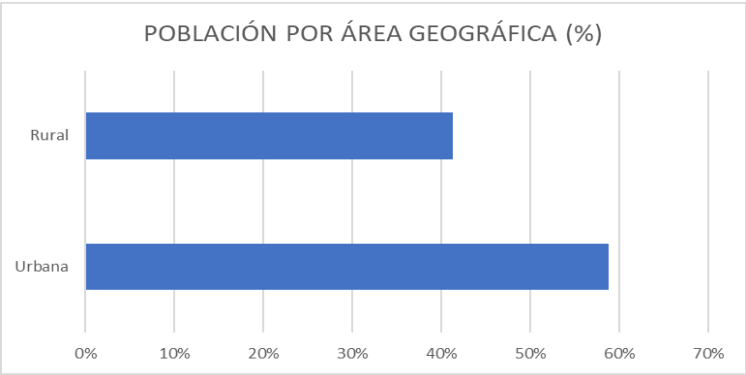 POBLACIÓN POR ÁREA GEOGRÁFICA (%)
Rural
Urbana
0% 10% 20% 30% 40% 50% 60% 70%